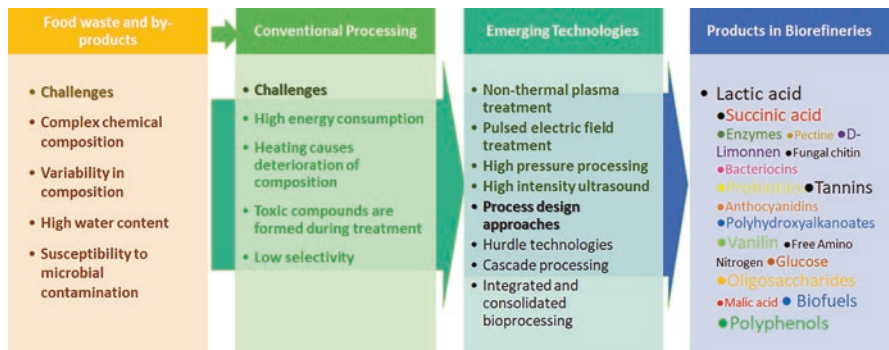 Food waste and by-
products
• Challenges
• Complex chemical
composition
• Variability in
composition
• High water content
• Susceptibility to
microbial
contamination
Conventional Processing
• Challenges
• High energy consumption
• Heating causes
deterioration of
composition
• Toxic compounds are
formed during treatment
• Low selectivity
Emerging Technologies
• Non-thermal plasma
treatment
• Pulsed electric field
treatment
• High pressure processing
• High intensity ultrasound
• Process design
approaches
• Hurdle technologies
• Cascade processing
• Integrated and
consolidated
bioprocessing
Products in Biorefineries
• Lactic acid
•Succinic acid
•Enzymes •Pectine •D-
Limonnen •Fungal chitin
•Bacteriocins
•Probiotics •Tannins
•Anthocyanidins
•Polyhydroxyalkanoates
•Vanilin •Free Amino
Nitrogen •Glucose
•Oligosaccharides
•Malic acid • Biofuels
•Polyphenols